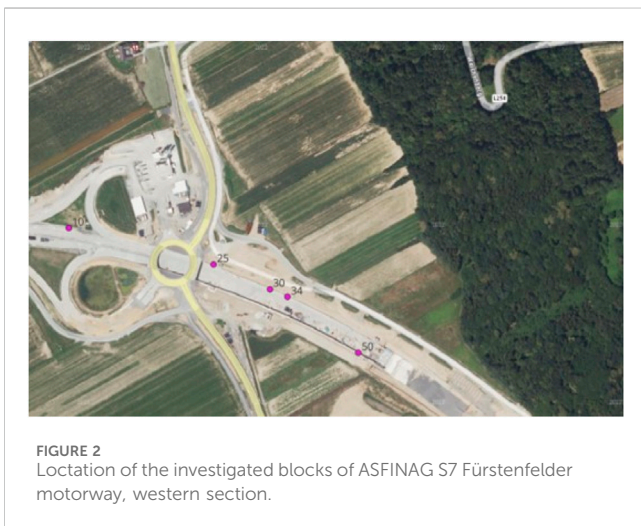 L254
10
25
30
34
50
FIGURE 2
Loctation of the investigated blocks of ASFINAG S7 Fürstenfelder
motorway, western section.